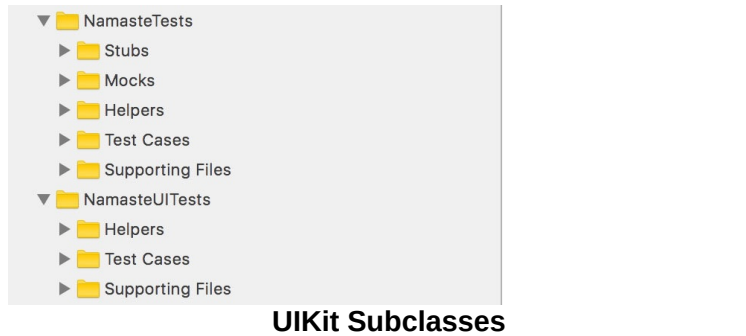 NamasteTests
Stubs
Mocks
Helpers
Test Cases
Supporting Files
NamasteUITests
Helpers
Test Cases
Supporting Files
UIKit Subclasses